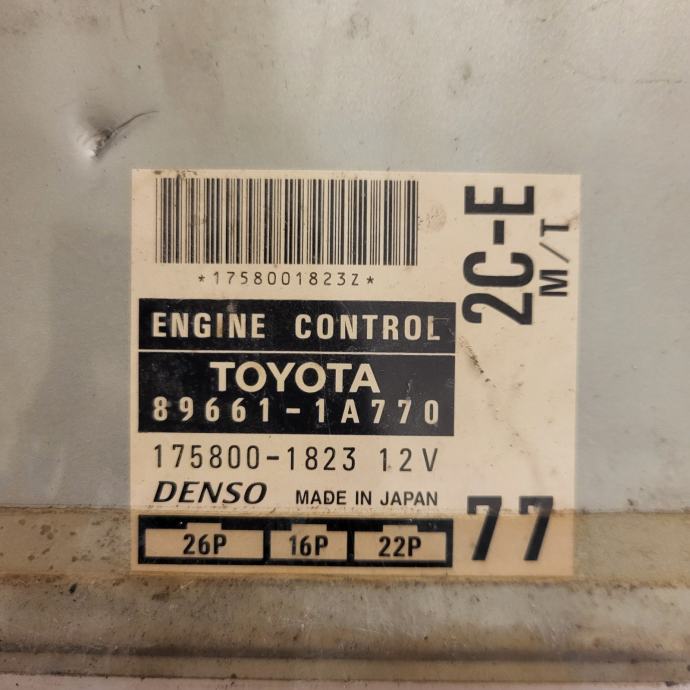 *1758001823Z*
ENGINE CONTROL
TOYOTA
89661-1A770
175800-1823 12V
DENSO MADE IN JAPAN
26P 16P 22P
2C-E
M/T
77